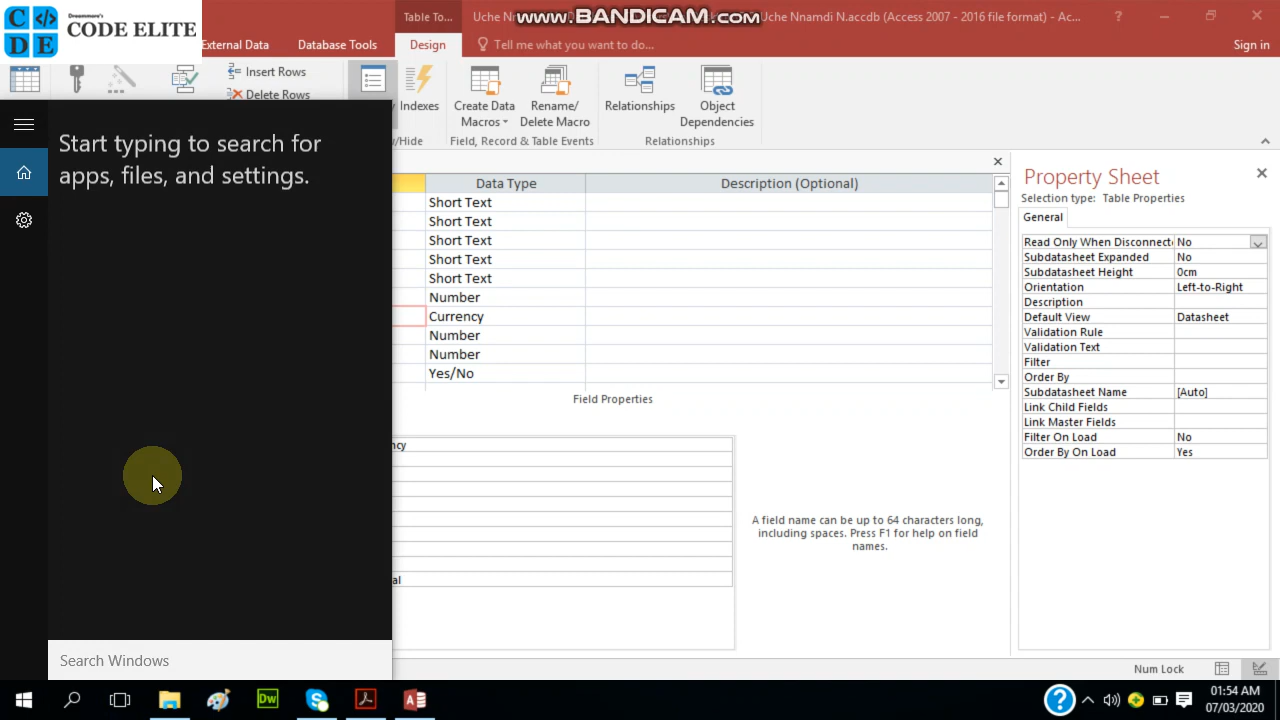 Dreammore's
CODE ELITE
C
D E
Table To...
Uche Nn
www.BANDICAM.com
Uche Nnamdi N.accdb (Access 2007 - 2016 file format) - Ac...
?
External Data
Database Tools
Design
Tell me what you want to do...
Sign in
Insert Rows
Delete Rows
Indexes
Create Data
Macros
Rename/
Delete Macro
Relationships
Object
Dependencies
w/Hide
Field, Record & Table Events
Relationships
Start typing to search for
apps, files, and settings.
Data Type
Description (Optional)
Short Text
Short Text
Short Text
Short Text
Short Text
Number
Currency
Number
Number
Yes/No
Field Properties
ncy
al
A field name can be up to 64 characters long,
including spaces. Press F1 for help on field
names.
Property Sheet
Selection type: Table Properties
General
Read Only When Disconnect No
Subdatasheet Expanded No
Subdatasheet Height 0cm
Orientation Left-to-Right
Description
Default View Datasheet
Validation Rule
Validation Text
Filter
Order By
Subdatasheet Name [Auto]
Link Child Fields
Link Master Fields
Filter On Load No
Order By On Load Yes
Search Windows
Num Lock
Dw
?
01:54 AM
07/03/2020